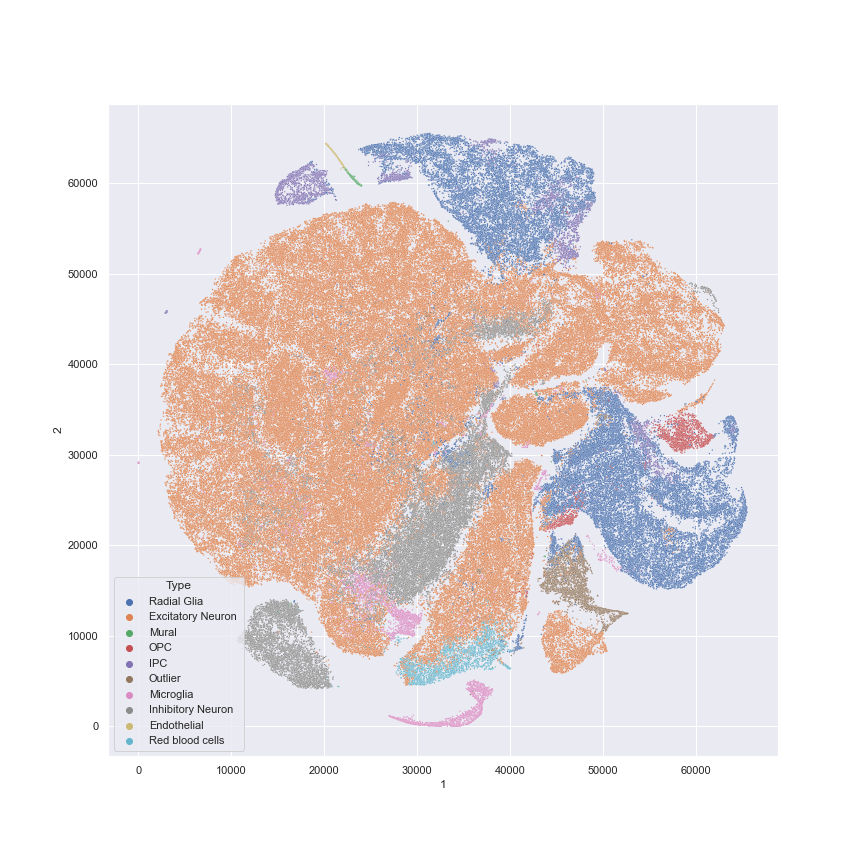 60000
50000
40000
2
30000
20000
10000
0
Type
Radial Glia
Excitatory Neuron
Mural
OPC
IPC
Outlier
Microglia
Inhibitory Neuron
Endothelial
Red blood cells
0 10000 20000 30000 40000 50000 60000
1